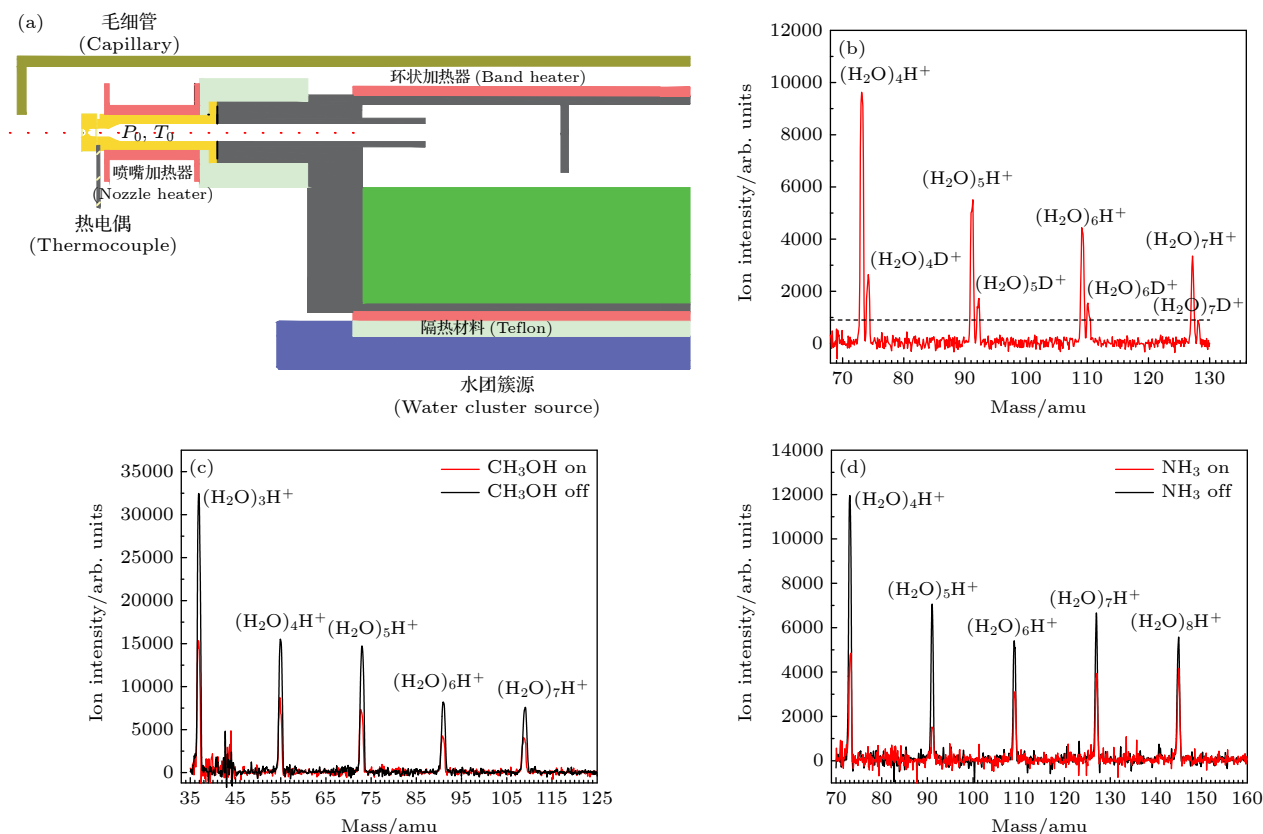 (a)
毛细管
(Capillary)
环状加热器 (Band heater)
P₀, T₀
喷嘴加热器
(Nozzle heater)
热电偶
(Thermocouple)
隔热材料 (Teflon)
水团簇源
(Water cluster source)
(b)
12000
10000
8000
6000
4000
2000
0
Ion intensity/arb. units
(H₂O)₄H⁺
(H₂O)₅H⁺
(H₂O)₆H⁺
(H₂O)₇H⁺
(H₂O)₄D⁺
(H₂O)₅D⁺
(H₂O)₆D⁺
(H₂O)₇D⁺
70 80 90 100 110 120 130
Mass/amu
(c)
CH₃OH on
CH₃OH off
35000
30000
25000
20000
15000
10000
5000
0
Ion intensity/arb. units
(H₂O)₃H⁺
(H₂O)₄H⁺
(H₂O)₅H⁺
(H₂O)₆H⁺
(H₂O)₇H⁺
35 45 55 65 75 85 95 105 115 125
Mass/amu
(d)
NH₃ on
NH₃ off
14000
12000
10000
8000
6000
4000
2000
0
Ion intensity/arb. units
(H₂O)₄H⁺
(H₂O)₅H⁺
(H₂O)₆H⁺
(H₂O)₇H⁺
(H₂O)₈H⁺
70 80 90 100 110 120 130 140 150 160
Mass/amu